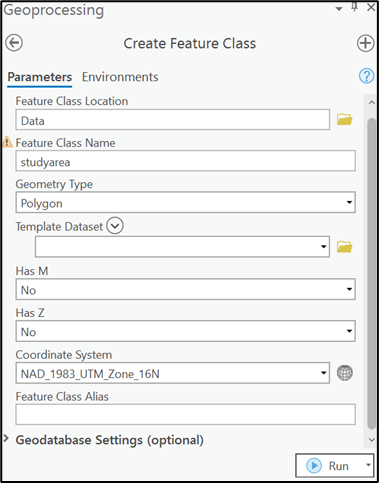 Geoprocessing
Create Feature Class
Parameters Environments
Feature Class Location
Data
Feature Class Name
studyarea
Geometry Type
Polygon
Template Dataset
Has M
No
Has Z
No
Coordinate System
NAD_1983_UTM_Zone_16N
Feature Class Alias
Geodatabase Settings (optional)
Run